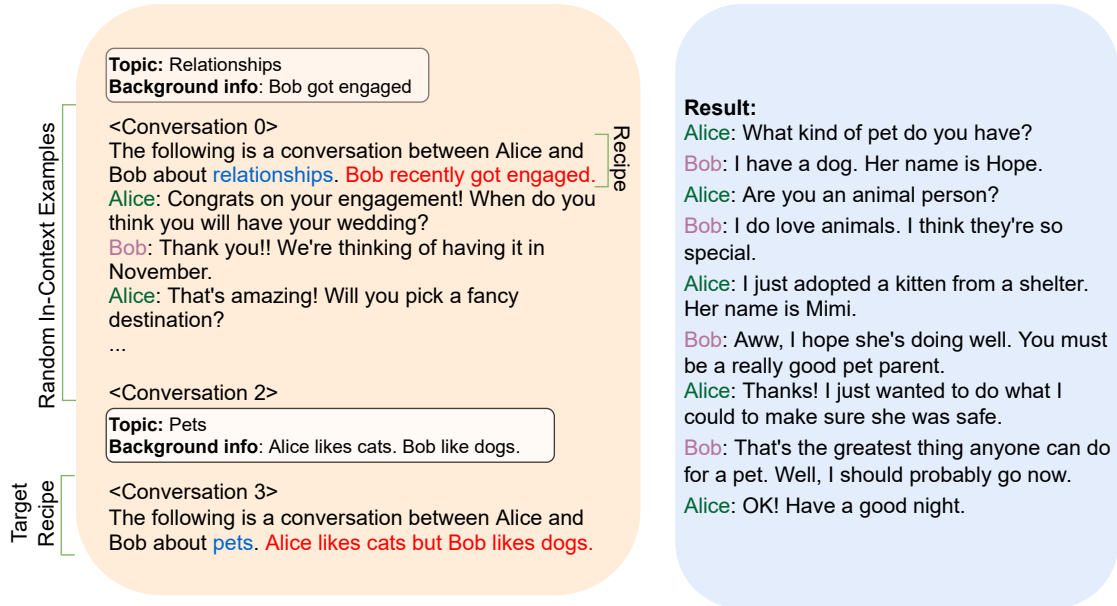 Topic: Relationships
Background info: Bob got engaged
Random In-Context Examples
<Conversation 0>
The following is a conversation between Alice and
Bob about relationships. Bob recently got engaged.
Recipe
Alice: Congrats on your engagement! When do you
think you will have your wedding?
Bob: Thank you!! We're thinking of having it in
November.
Alice: That's amazing! Will you pick a fancy
destination?
...
<Conversation 2>
Topic: Pets
Background info: Alice likes cats. Bob like dogs.
Target
Recipe
<Conversation 3>
The following is a conversation between Alice and
Bob about pets. Alice likes cats but Bob likes dogs.
Result:
Alice: What kind of pet do you have?
Bob: I have a dog. Her name is Hope.
Alice: Are you an animal person?
Bob: I do love animals. I think they're so
special.
Alice: I just adopted a kitten from a shelter.
Her name is Mimi.
Bob: Aww, I hope she's doing well. You must
be a really good pet parent.
Alice: Thanks! I just wanted to do what I
could to make sure she was safe.
Bob: That's the greatest thing anyone can do
for a pet. Well, I should probably go now.
Alice: OK! Have a good night.